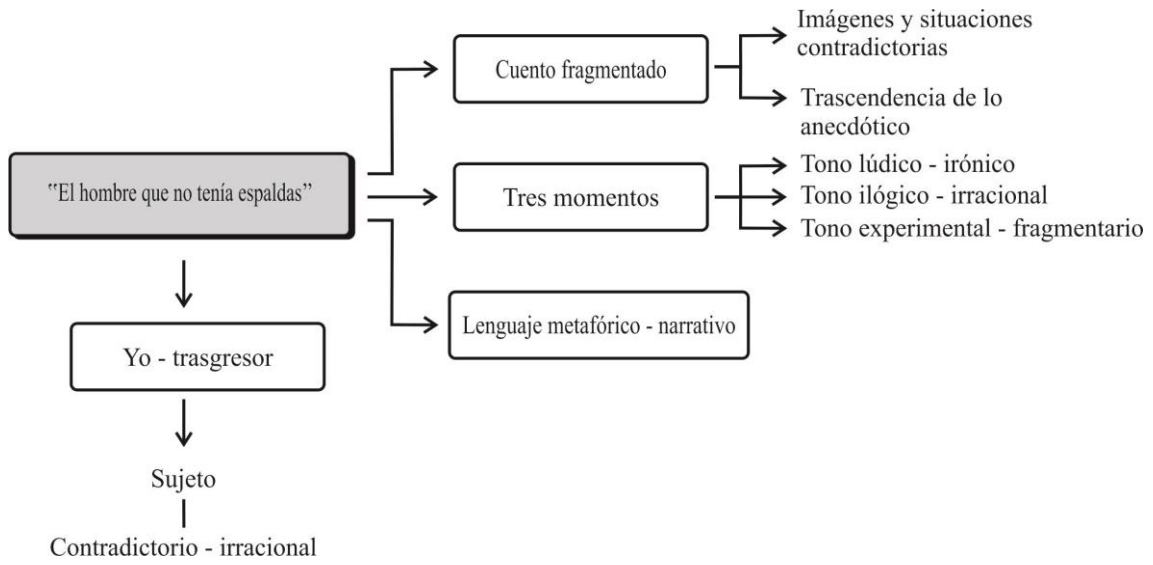 Imágenes y situaciones
contradictorias
Cuento fragmentado
Trascendencia de lo
anecdótico
“El hombre que no tenía espaldas”
Tres momentos
Tono lúdico - irónico
Tono ilógico - irracional
Tono experimental - fragmentario
Lenguaje metafórico - narrativo
Yo - trasgresor
Sujeto
Contradictorio - irracional